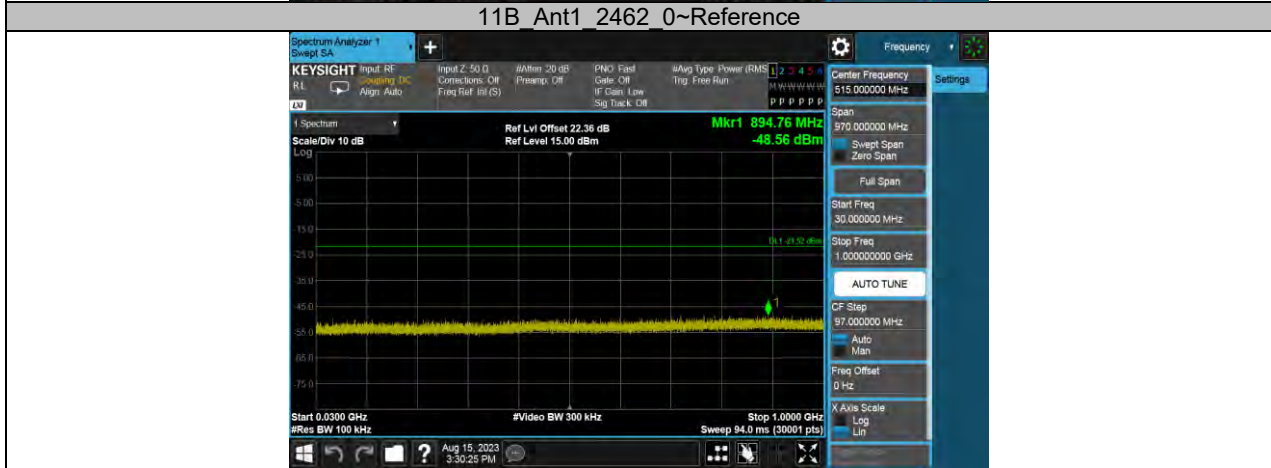 11B_Ant1_2462_0~Reference
Spectrum Analyzer 1
Swept SA
+
Frequency
KEYSIGHT
Input: RF
Coupling: DC
Align: Auto
RL
LXI
Input Z: 50 Ω
Corrections: Off
Freq Ref: Int (S)
#Atten: 20 dB
Preamp: Off
PNO: Fast
Gate: Off
IF Gain: Low
Sig Track: Off
#Avg Type: Power (RMS
Trig: Free Run
1 2 3 4 5 6
M W W W W W
P P P P P P
Center Frequency
515.000000 MHz
Settings
Span
970.000000 MHz
Swept Span
Zero Span
Full Span
Start Freq
30.000000 MHz
Stop Freq
1.000000000 GHz
AUTO TUNE
CF Step
97.000000 MHz
Auto
Man
Freq Offset
0 Hz
X Axis Scale
Log
Lin
1 Spectrum
Scale/Div 10 dB
Log
Ref Lvl Offset 22.36 dB
Ref Level 15.00 dBm
Mkr1 894.76 MHz
-48.56 dBm
5.00
-5.00
-15.0
DL1 -21.52 dBm
-25.0
-35.0
-45.0
1
-55.0
-65.0
-75.0
Start 0.0300 GHz
#Res BW 100 kHz
#Video BW 300 kHz
Stop 1.0000 GHz
Sweep 94.0 ms (30001 pts)
?
Aug 15, 2023
3:30:25 PM